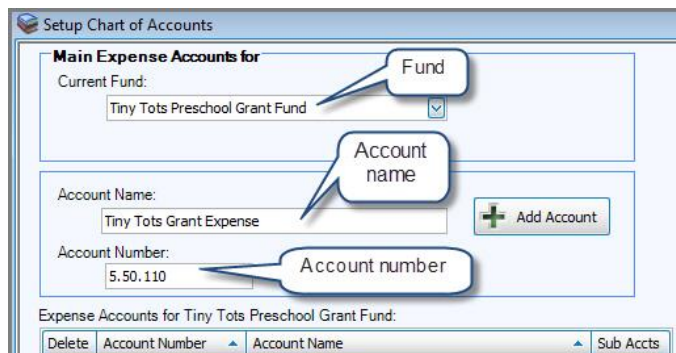 Setup Chart of Accounts
Main Expense Accounts for
Fund
Current Fund:
Tiny Tots Preschool Grant Fund
Account
name
Account Name:
Tiny Tots Grant Expense
Add Account
Account Number:
Account number
5.50.110
Expense Accounts for Tiny Tots Preschool Grant Fund:
Delete Account Number Account Name Sub Accts